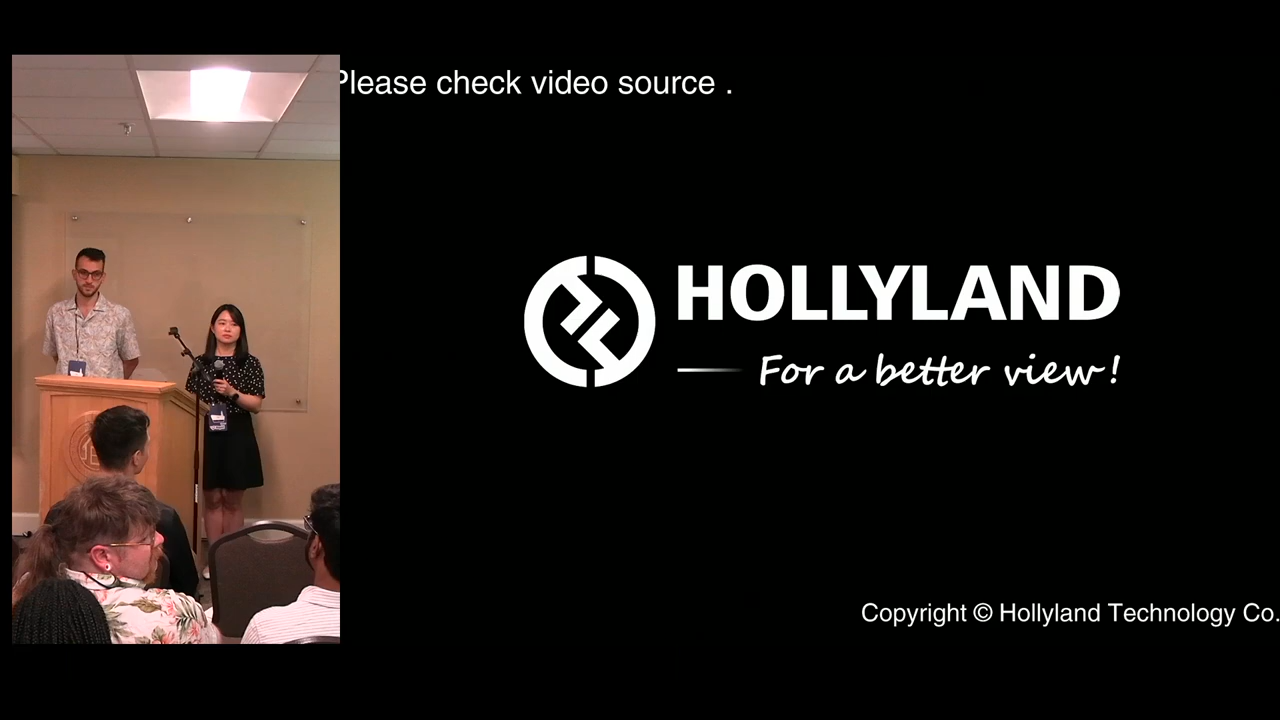 Please check video source .
HOLLYLAND
For a better view!
Copyright © Hollyland Technology Co.